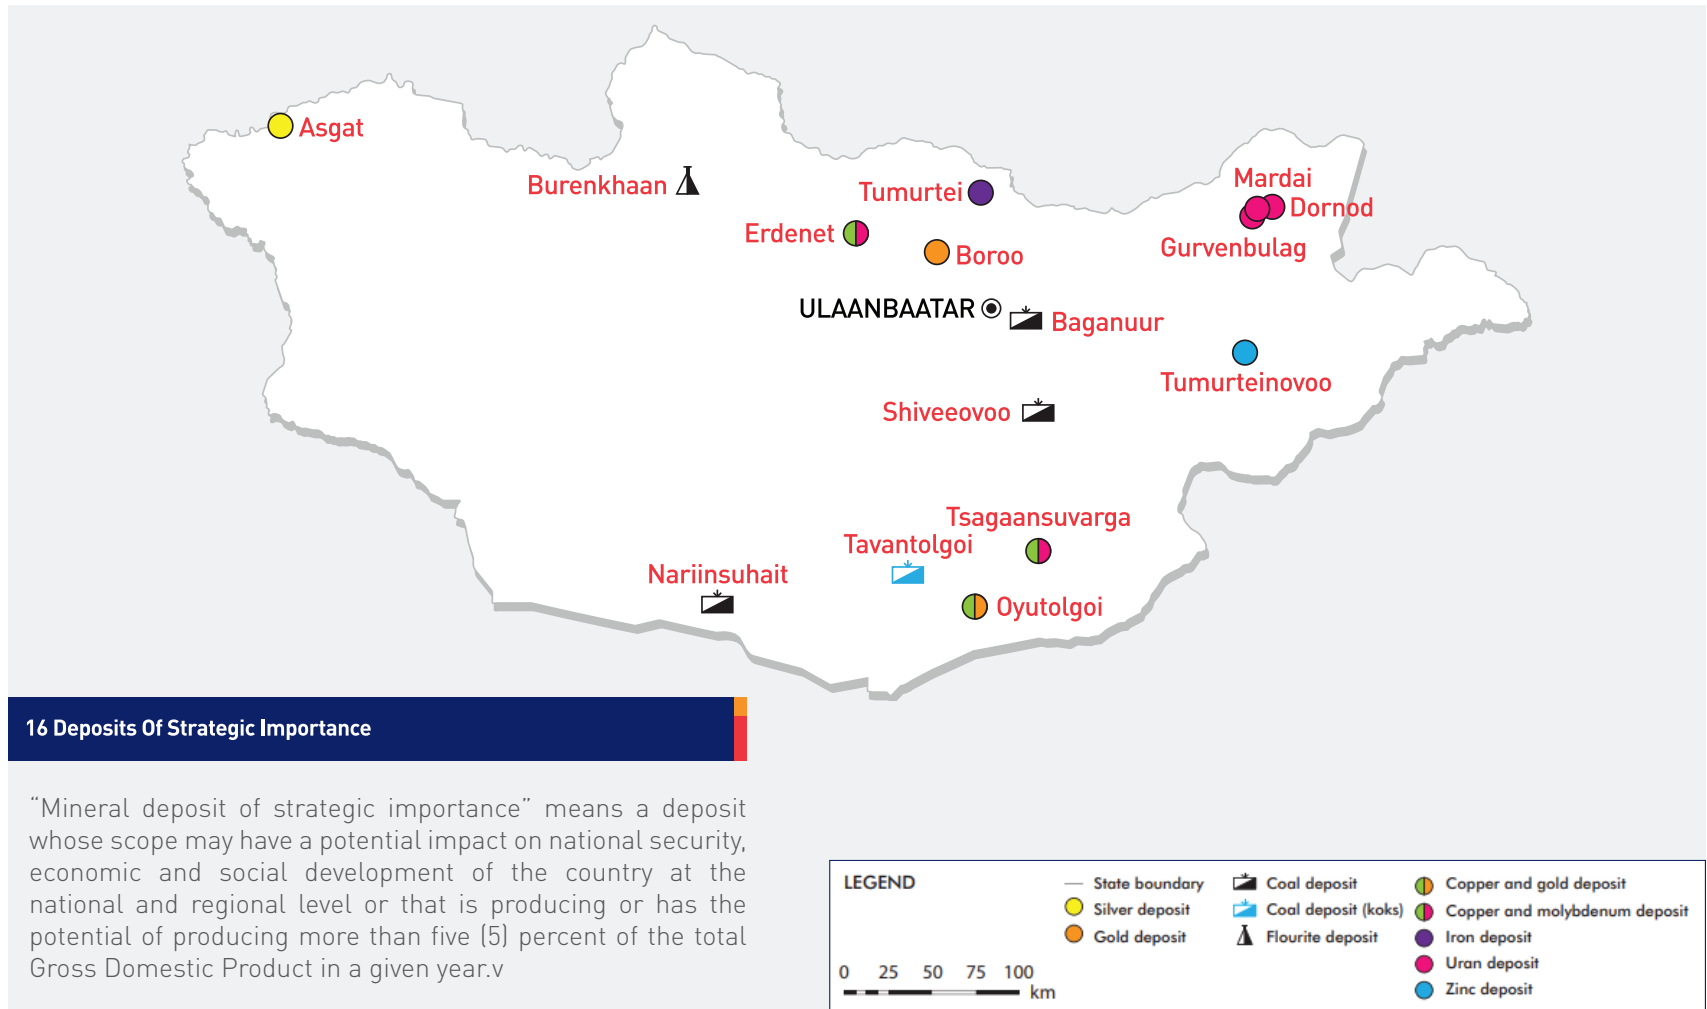 Asgat
Burenkhaan
Tumurtei
Mardai
Dornod
Erdenet
Boroo
Gurvenbulag
ULAANBAATAR
Baganuur
Tumurteinovoo
Shiveeovoo
Tsagaansuvarga
Tavantolgoi
Nariinsuhait
Oyutolgoi
16 Deposits Of Strategic Importance
“Mineral deposit of strategic importance” means a deposit
whose scope may have a potential impact on national security,
economic and social development of the country at the
national and regional level or that is producing or has the
potential of producing more than five (5) percent of the total
Gross Domestic Product in a given year.v
LEGEND
State boundary
Silver deposit
Gold deposit
Coal deposit
Coal deposit (koks)
Flourite deposit
Copper and gold deposit
Copper and molybdenum deposit
Iron deposit
Uran deposit
Zinc deposit
0 25 50 75 100
km